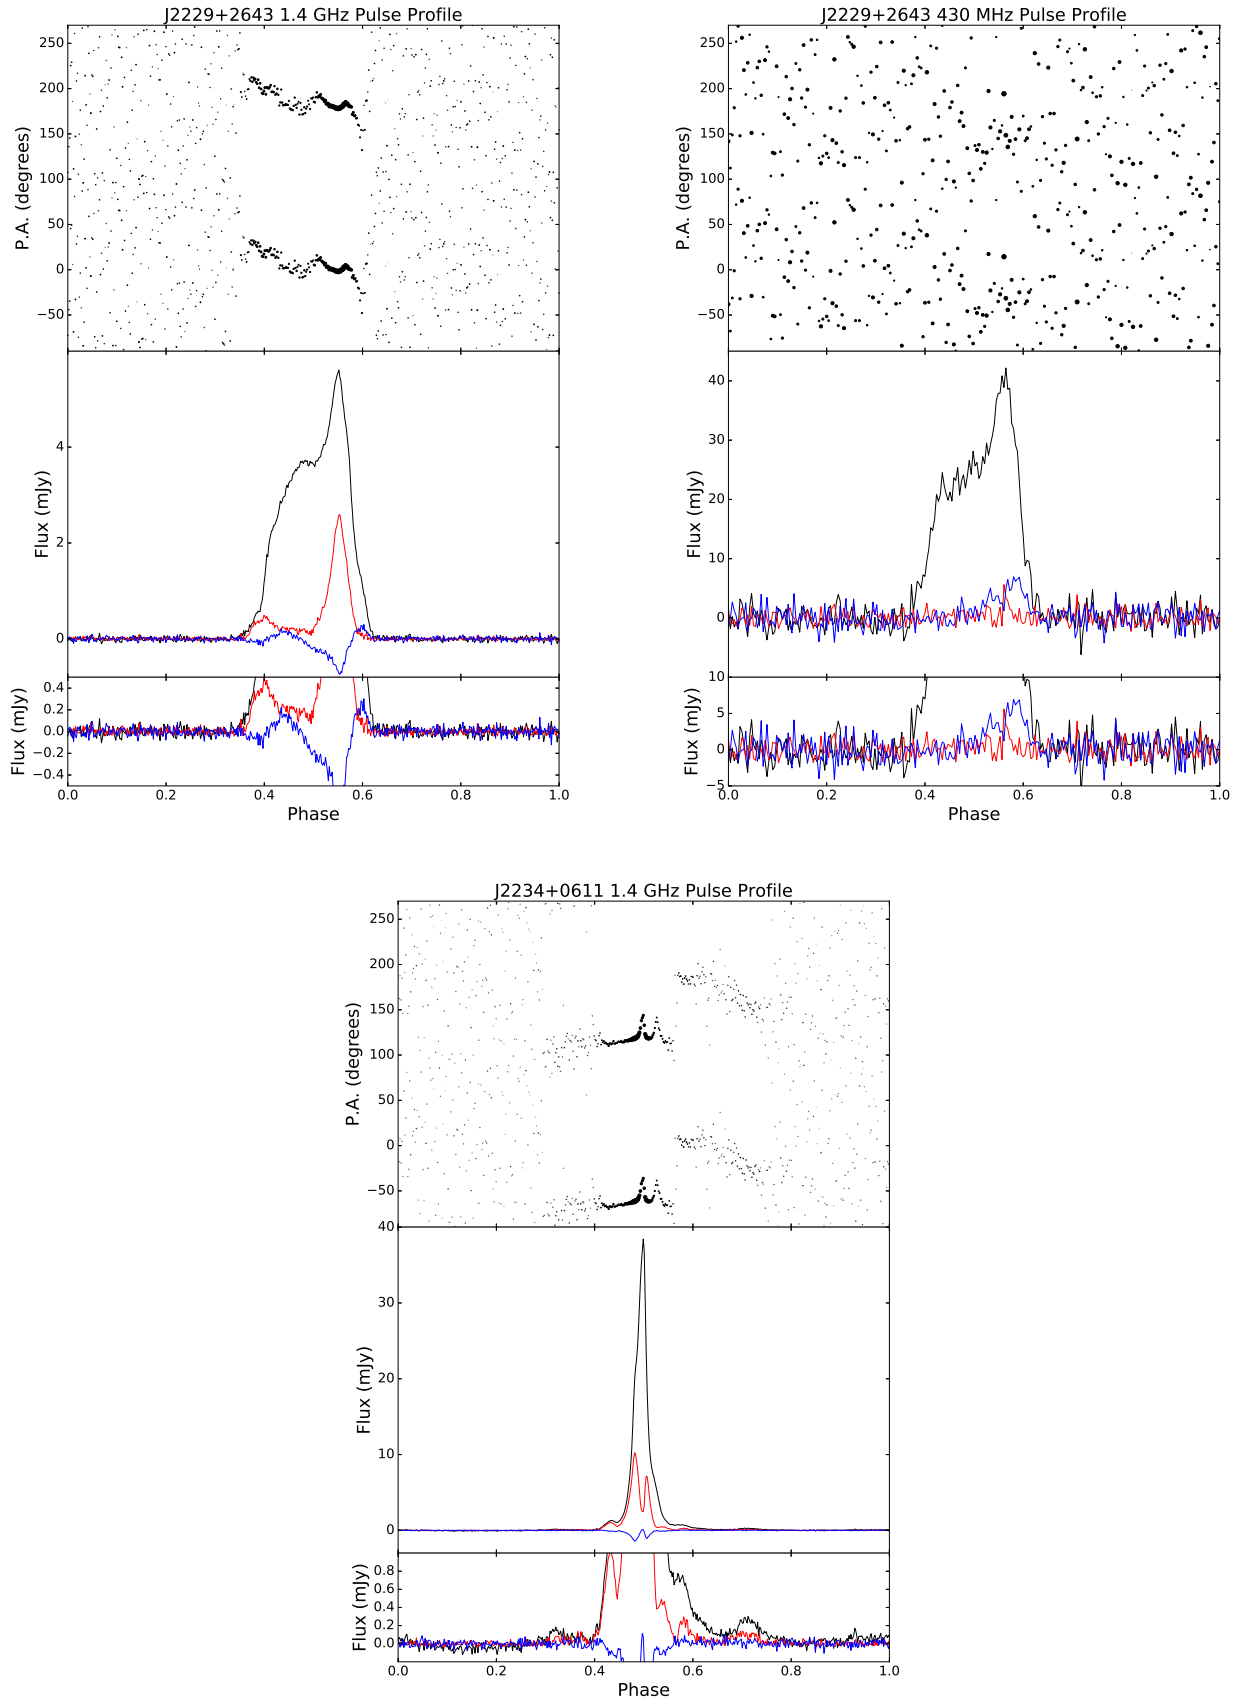 J2229+2643 1.4 GHz Pulse Profile
250
200
150
100
50
0
−50
P.A. (degrees)
4
2
0
Flux (mJy)
0.4
0.2
0.0
−0.2
−0.4
Flux (mJy)
0.0 0.2 0.4 0.6 0.8 1.0
Phase
J2229+2643 430 MHz Pulse Profile
250
200
150
100
50
0
−50
P.A. (degrees)
40
30
20
10
0
Flux (mJy)
10
5
0
−5
Flux (mJy)
0.0 0.2 0.4 0.6 0.8 1.0
Phase
J2234+0611 1.4 GHz Pulse Profile
250
200
150
100
50
0
−50
P.A. (degrees)
40
30
20
10
0
Flux (mJy)
0.8
0.6
0.4
0.2
0.0
Flux (mJy)
0.0 0.2 0.4 0.6 0.8 1.0
Phase